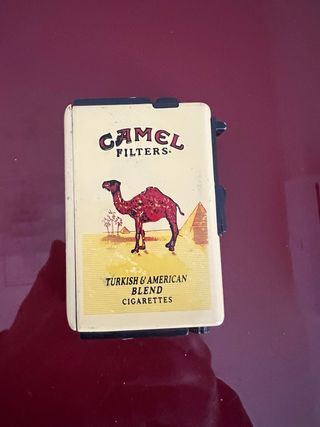 CAMEL
FILTERS
TURKISH & AMERICAN
BLEND
CIGARETTES